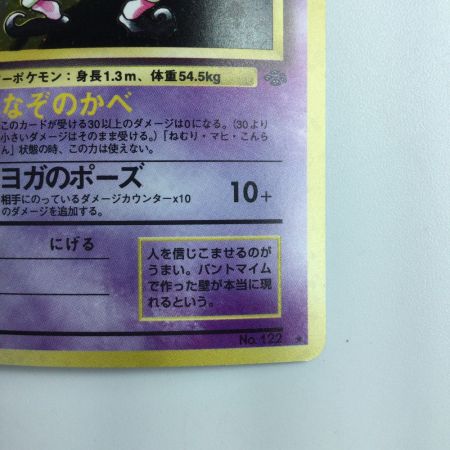 ーポケモン：身長1.3m、体重54.5kg
なぞのかべ
このカードが受ける30以上のダメージは0になる。（30より
小さいダメージはそのまま受ける。）「ねむり・マヒ・こんら
ん」状態の時、この力は使えない。
ヨガのポーズ 10+
相手にのっているダメージカウンター×10
のダメージを追加する。
にげる
人を信じこませるのが
うまい。パントマイム
で作った壁が本当に現
れるという。
No. 122 ★